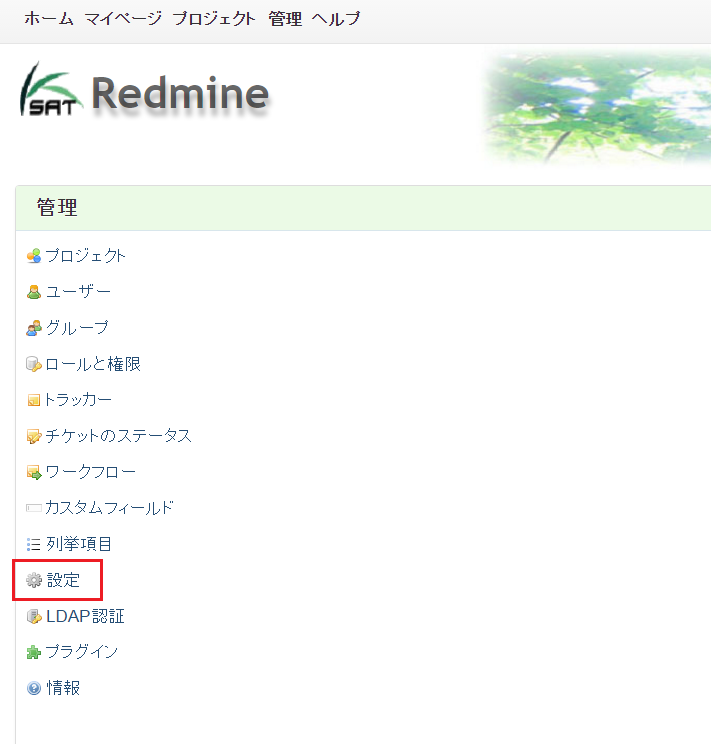 ホーム マイページ プロジェクト 管理 ヘルプ
SAT Redmine
管理
プロジェクト
ユーザー
グループ
ロールと権限
トラッカー
チケットのステータス
ワークフロー
カスタムフィールド
列挙項目
設定
LDAP認証
プラグイン
情報